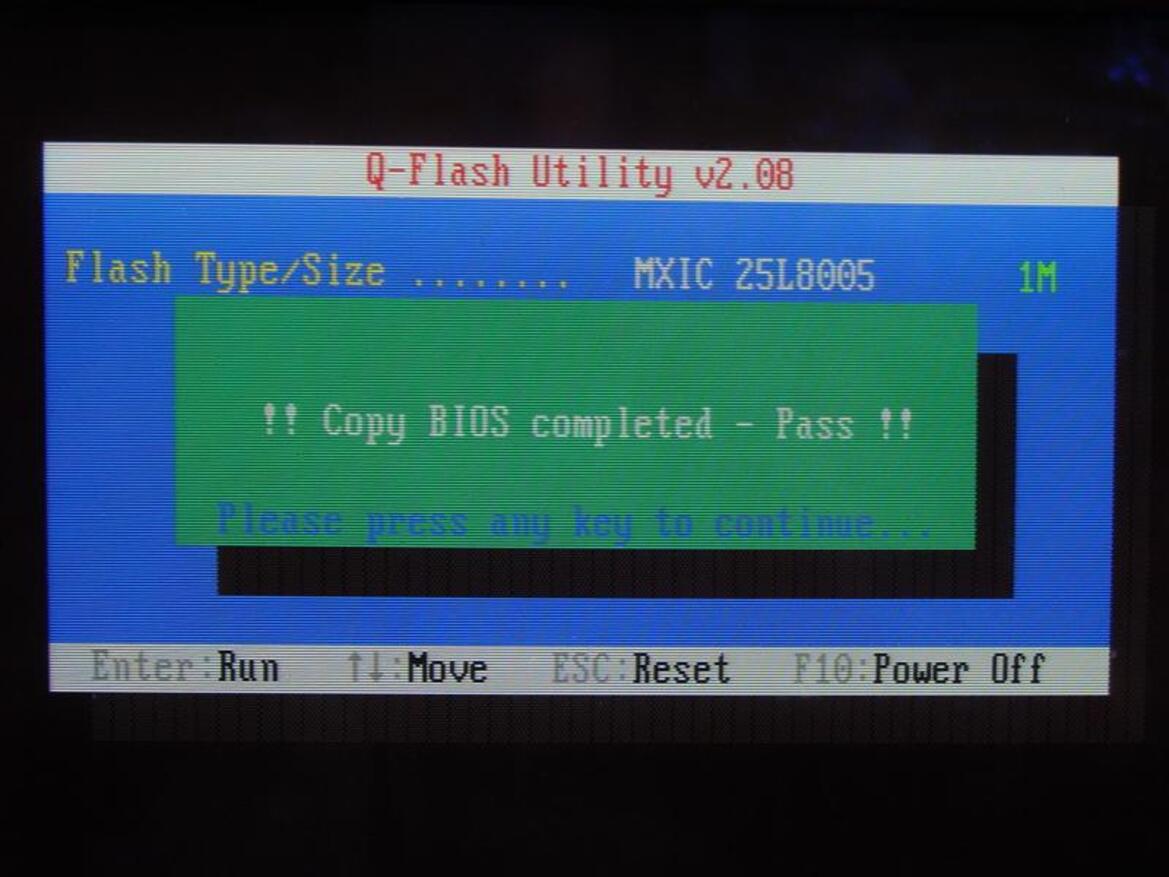 Q-Flash Utility v2.08
Flash Type/Size ........ MXIC 25L8005 1M
!! Copy BIOS completed - Pass !!
Please press any key to continue...
Enter:Run ↑↓:Move ESC:Reset F10:Power Off